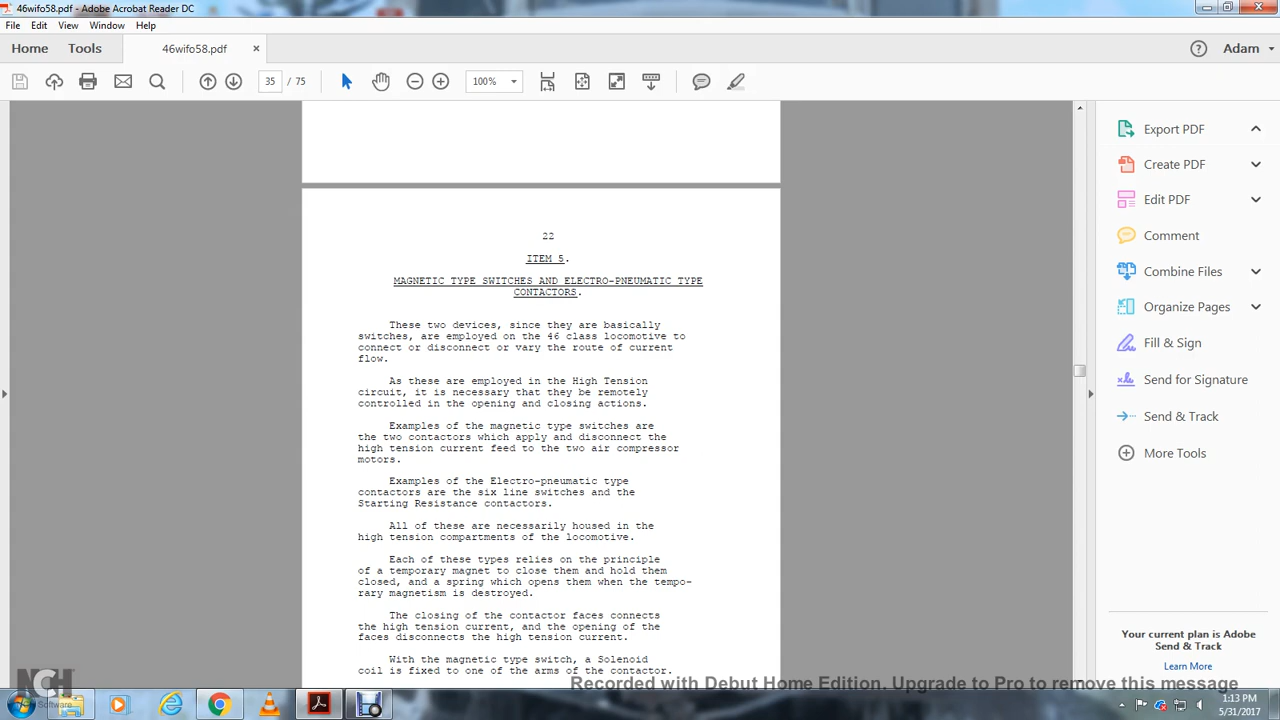 46wifo58.pdf - Adobe Acrobat Reader DC
File Edit View Window Help
Home Tools 46wifo58.pdf × Adam
35 / 75 100%
Export PDF
Create PDF
Edit PDF
Comment
Combine Files
Organize Pages
Fill & Sign
Send for Signature
Send & Track
More Tools
Your current plan is Adobe
Send & Track
Learn More
22
ITEM 5.
MAGNETIC TYPE SWITCHES AND ELECTRO-PNEUMATIC TYPE
CONTACTORS.
These two devices, since they are basically
switches, are employed on the 46 class locomotive to
connect or disconnect or vary the route of current
flow.
As these are employed in the High Tension
circuit, it is necessary that they be remotely
controlled in the opening and closing actions.
Examples of the magnetic type switches are
the two contactors which apply and disconnect the
high tension current feed to the two air compressor
motors.
Examples of the Electro-pneumatic type
contactors are the six line switches and the
Starting Resistance contactors.
All of these are necessarily housed in the
high tension compartments of the locomotive.
Each of these types relies on the principle
of a temporary magnet to close them and hold them
closed, and a spring which opens them when the tempo-
rary magnetism is destroyed.
The closing of the contactor faces connects
the high tension current, and the opening of the
faces disconnects the high tension current.
With the magnetic type switch, a Solenoid
coil is fixed to one of the arms of the contactor.
Recorded with Debut Home Edition. Upgrade to Pro to remove this message
NCH
Software
1:13 PM
5/31/2017